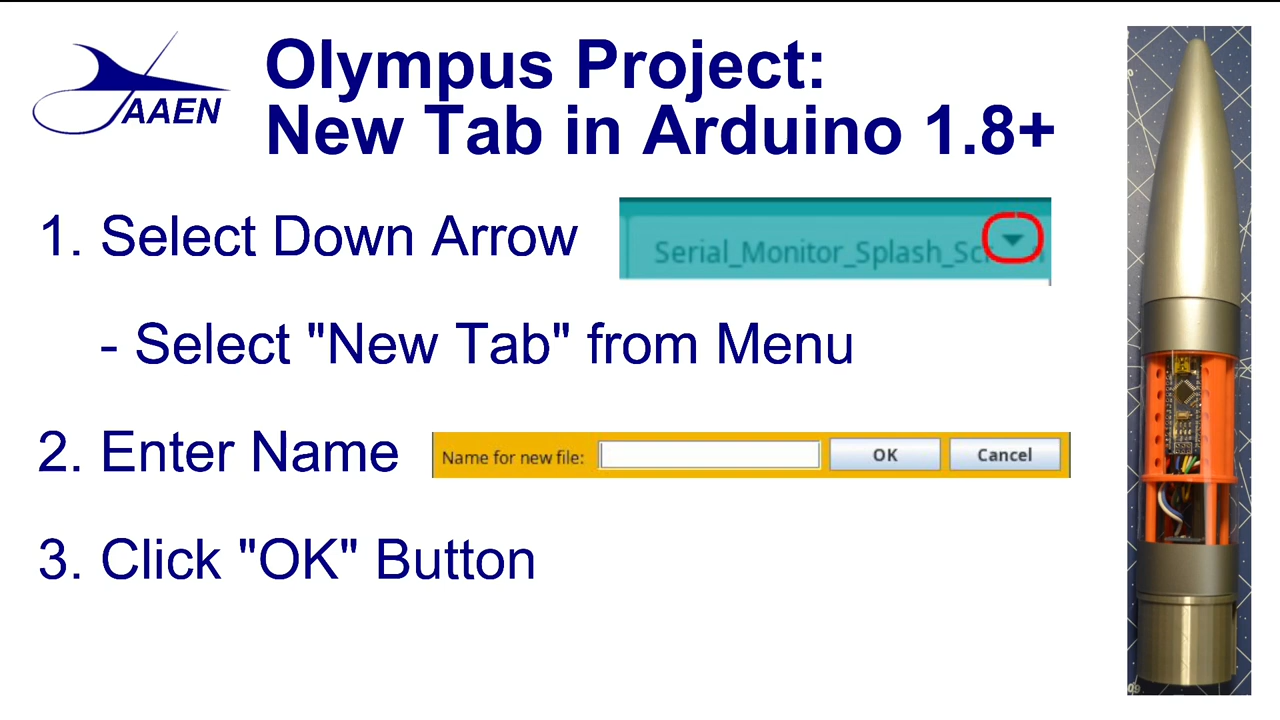 AAEN
Olympus Project:
New Tab in Arduino 1.8+
1. Select Down Arrow
Serial_Monitor_Splash_Screen
- Select "New Tab" from Menu
2. Enter Name
Name for new file:
OK
Cancel
3. Click "OK" Button